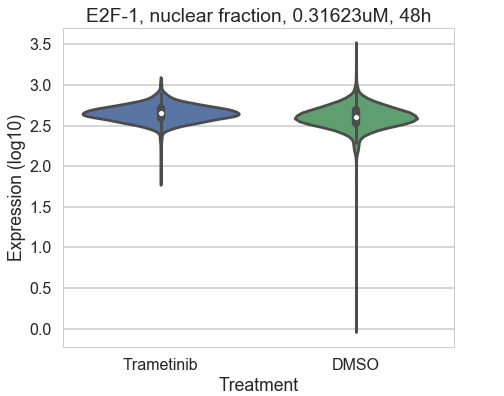 E2F-1, nuclear fraction, 0.31623uM, 48h
Expression (log10)
3.5
3.0
2.5
2.0
1.5
1.0
0.5
0.0
Trametinib DMSO
Treatment